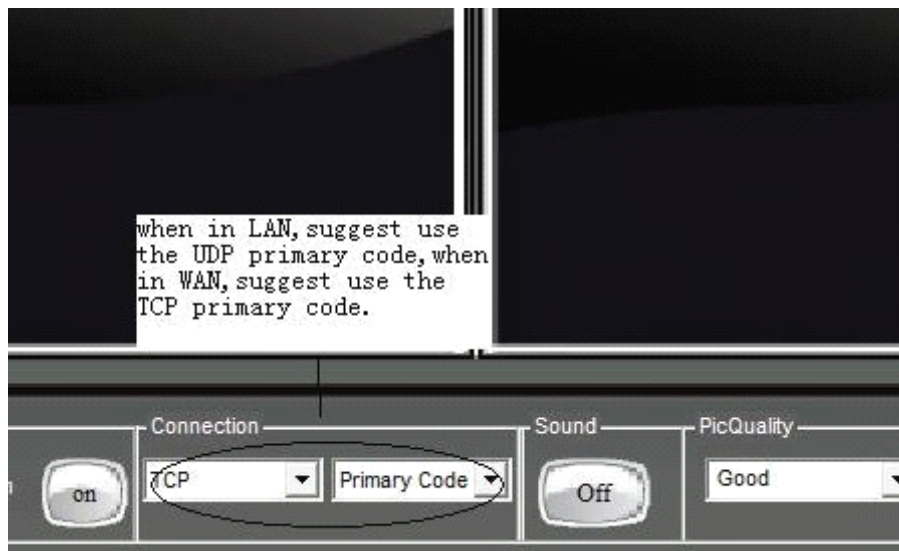 when in LAN,suggest use
the UDP primary code,when
in WAN,suggest use the
TCP primary code.
Connection
Sound
PicQuality
on
TCP
Primary Code
Off
Good